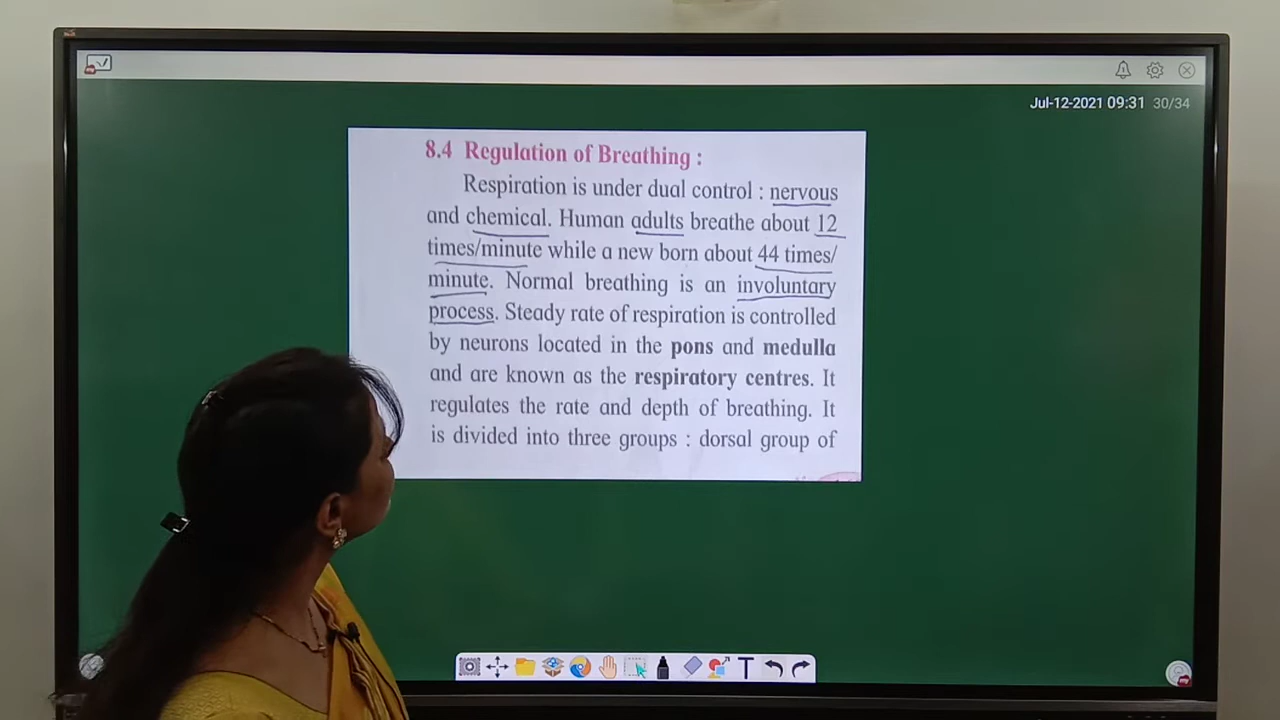 Jul-12-2021 09:31 30/34
8.4 Regulation of Breathing :
Respiration is under dual control : nervous
and chemical. Human adults breathe about 12
times/minute while a new born about 44 times/
minute. Normal breathing is an involuntary
process. Steady rate of respiration is controlled
by neurons located in the pons and medulla
and are known as the respiratory centres. It
regulates the rate and depth of breathing. It
is divided into three groups : dorsal group of
T